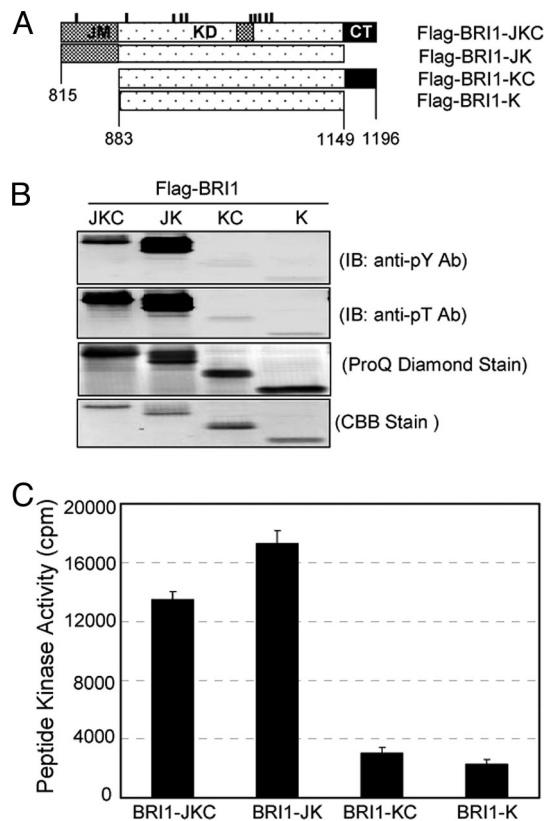 A
JM KD CT Flag-BRI1-JKC
Flag-BRI1-JK
Flag-BRI1-KC
815 Flag-BRI1-K
883 1149 1196
B
Flag-BRI1
JKC JK KC K
(IB: anti-pY Ab)
(IB: anti-pT Ab)
(ProQ Diamond Stain)
(CBB Stain )
C
Peptide Kinase Activity (cpm)
20000
16000
12000
8000
4000
0
BRI1-JKC BRI1-JK BRI1-KC BRI1-K